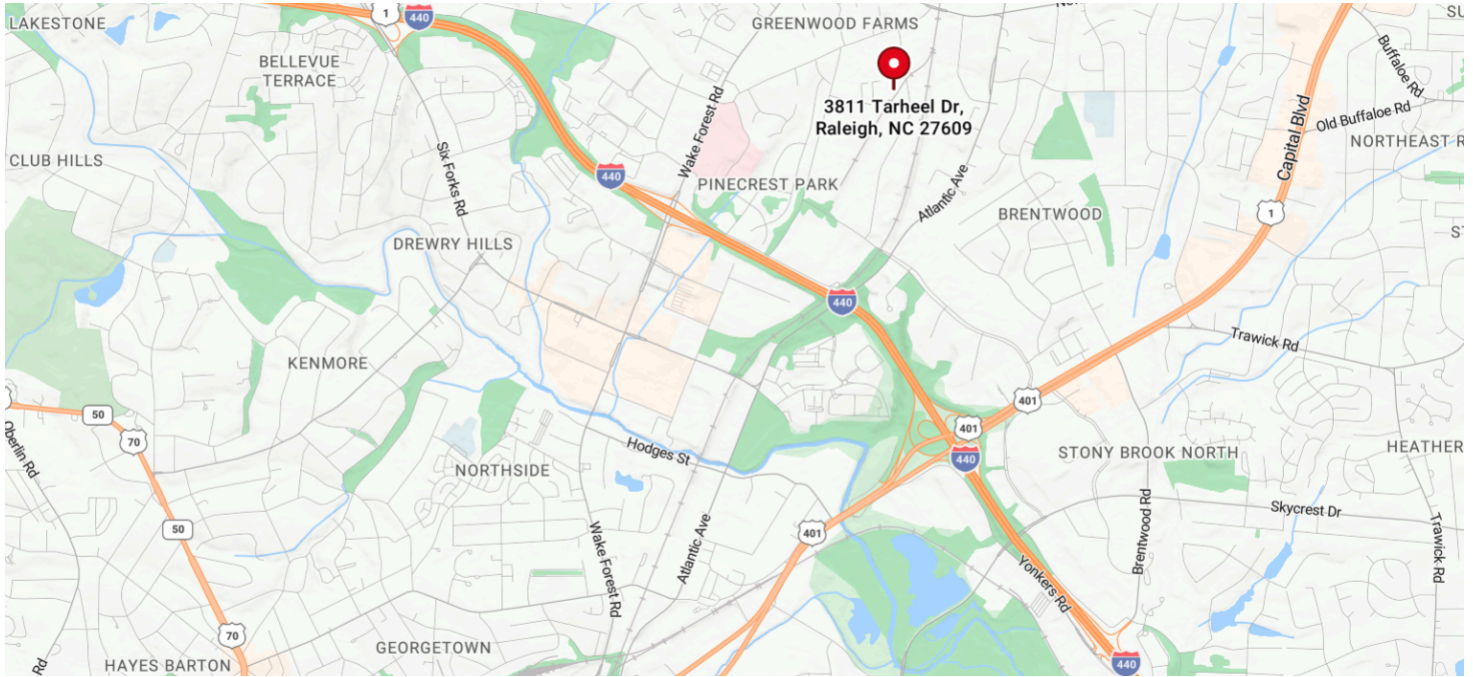 1
440
LAKESTONE
GREENWOOD FARMS
BELLEVUE
TERRACE
Buffaloe Rd
3811 Tarheel Dr,
Raleigh, NC 27609
Wake Forest Rd
Capital Blvd
Old Buffaloe Rd
NORTHEAST R
CLUB HILLS
Six Forks Rd
440
PINECREST PARK
Atlantic Ave
BRENTWOOD
1
DREWRY HILLS
440
Trawick Rd
KENMORE
401
50
70
401
Oberlin Rd
440
Hodges St
STONY BROOK NORTH
HEATHER
NORTHSIDE
50
401
Skycrest Dr
Brentwood Rd
Trawick Rd
Wake Forest Rd
Atlantic Ave
Yonkers Rd
70
GEORGETOWN
HAYES BARTON
Rd
440